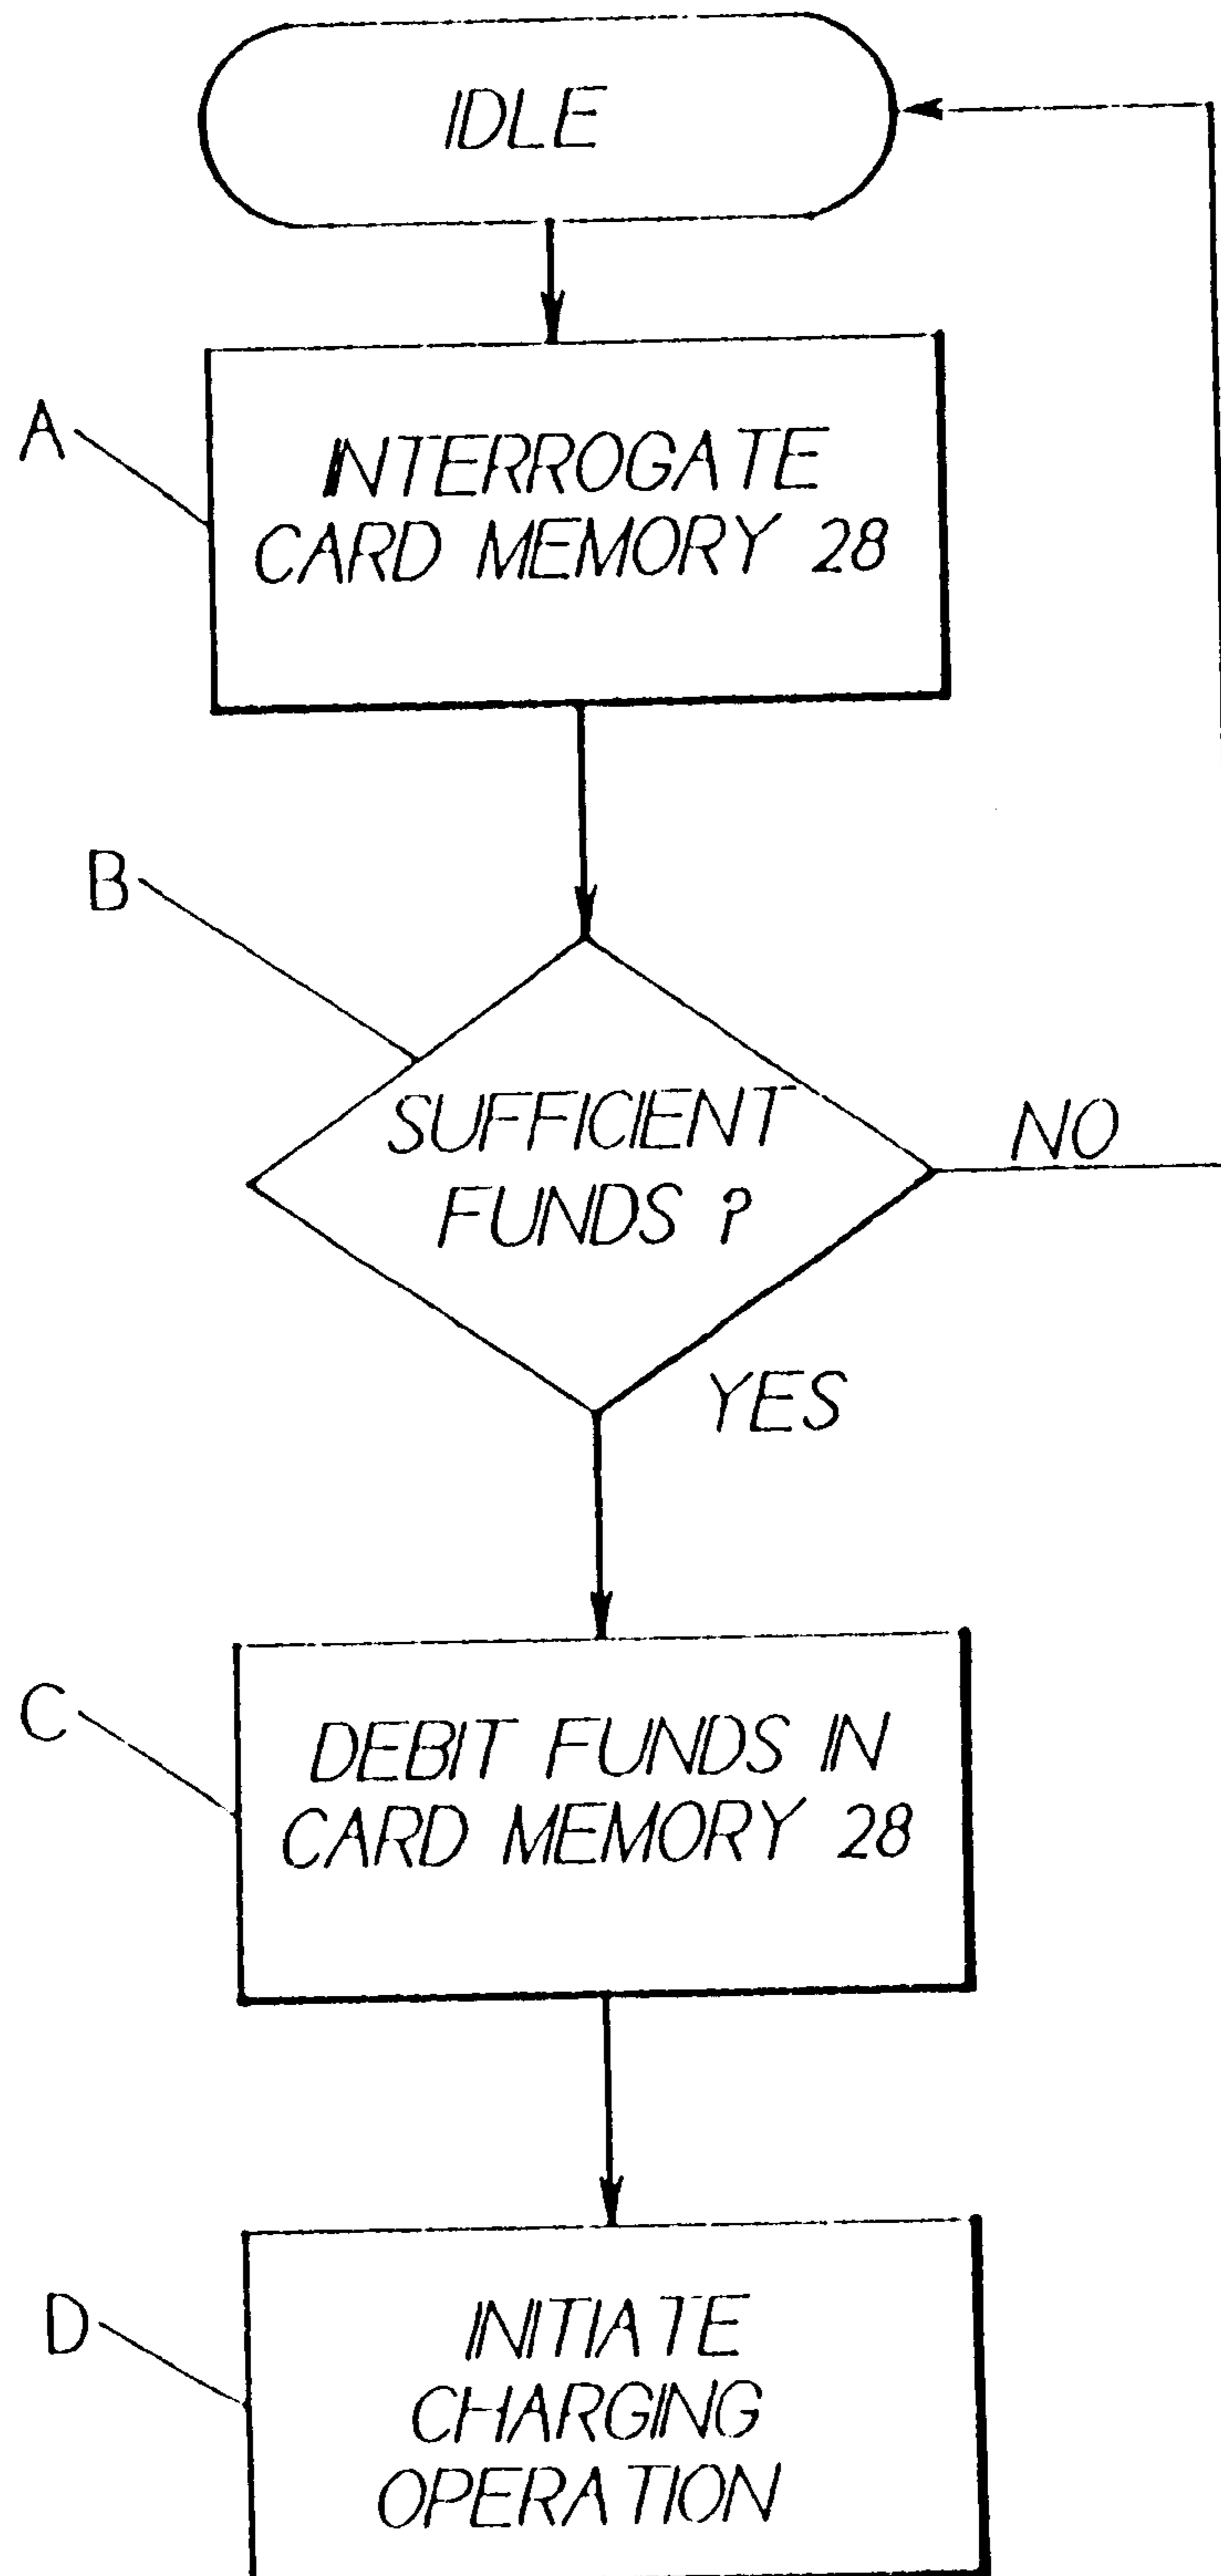 IDLE
A
INTERROGATE
CARD MEMORY 28
B
SUFFICIENT
FUNDS ?
NO
YES
C
DEBIT FUNDS IN
CARD MEMORY 28
D
INITIATE
CHARGING
OPERATION